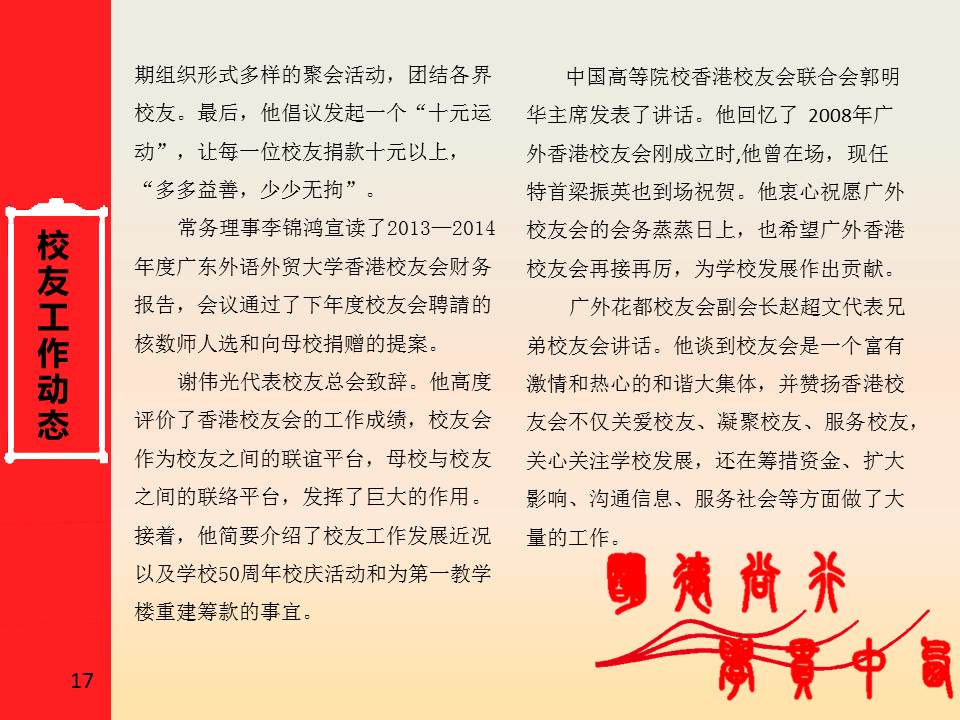 校友工作动态
期组织形式多样的聚会活动，团结各界
校友。最后，他倡议发起一个“十元运
动”，让每一位校友捐款十元以上，
“多多益善，少少无拘”。
常务理事李锦鸿宣读了2013—2014
年度广东外语外贸大学香港校友会财务
报告，会议通过了下年度校友会聘請的
核数师人选和向母校捐赠的提案。
谢伟光代表校友总会致辞。他高度
评价了香港校友会的工作成绩，校友会
作为校友之间的联谊平台，母校与校友
之间的联络平台，发挥了巨大的作用。
接着，他简要介绍了校友工作发展近况
以及学校50周年校庆活动和为第一教学
楼重建筹款的事宜。
中国高等院校香港校友会联合会郭明
华主席发表了讲话。他回忆了 2008年广
外香港校友会刚成立时,他曾在场，现任
特首梁振英也到场祝贺。他衷心祝愿广外
校友会的会务蒸蒸日上，也希望广外香港
校友会再接再厉，为学校发展作出贡献。
广外花都校友会副会长赵超文代表兄
弟校友会讲话。他谈到校友会是一个富有
激情和热心的和谐大集体，并赞扬香港校
友会不仅关爱校友、凝聚校友、服务校友，
关心关注学校发展，还在筹措资金、扩大
影响、沟通信息、服务社会等方面做了大
量的工作。
明德尚行
學貫中西
17